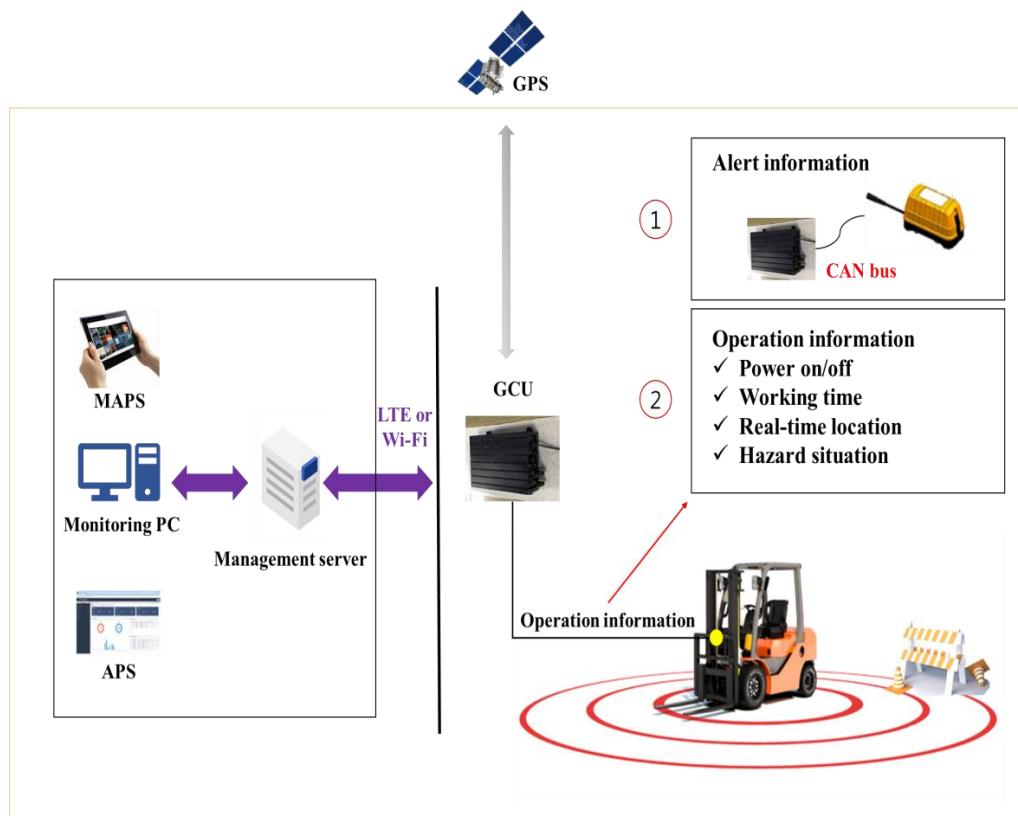 GPS
Alert information
1
CAN bus
Operation information
✓ Power on/off
✓ Working time
✓ Real-time location
✓ Hazard situation
2
GCU
MAPS
LTE or
Wi-Fi
Monitoring PC
Management server
APS
Operation information